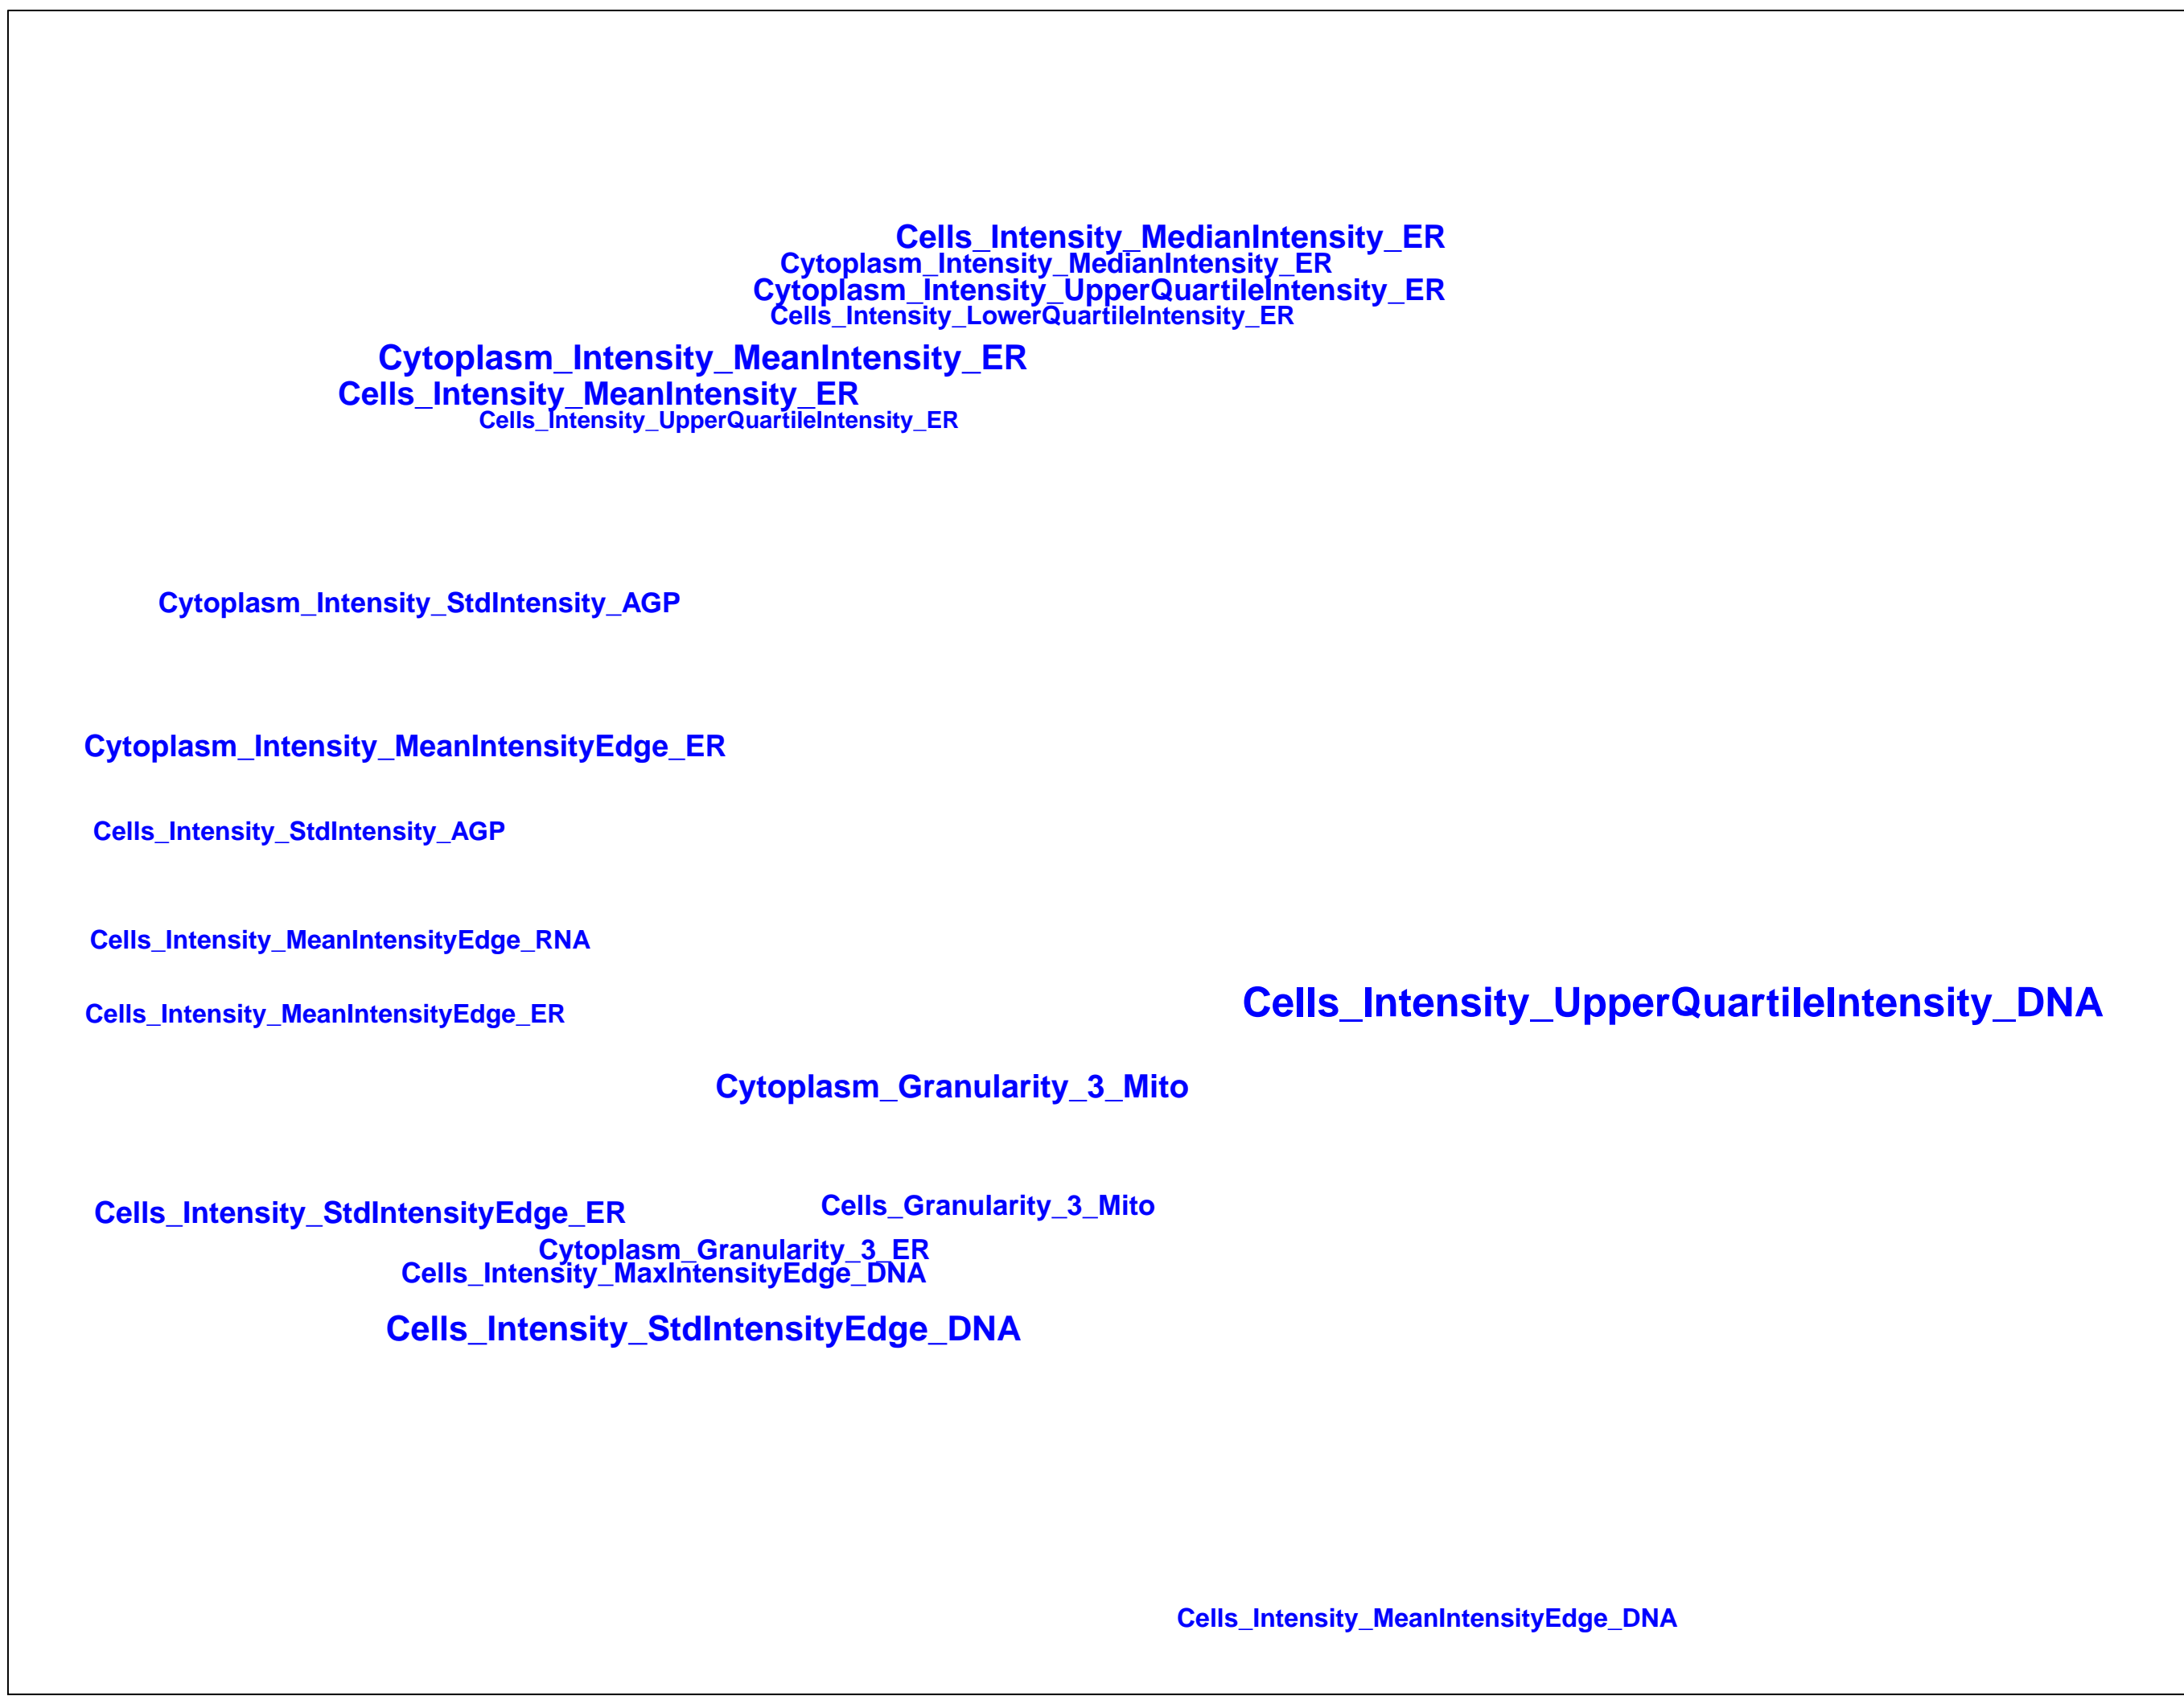 Cells_Intensity_MedianIntensity_ER
Cytoplasm_Intensity_MedianIntensity_ER
Cytoplasm_Intensity_UpperQuartileIntensity_ER
Cells_Intensity_LowerQuartileIntensity_ER
Cytoplasm_Intensity_MeanIntensity_ER
Cells_Intensity_MeanIntensity_ER
Cells_Intensity_UpperQuartileIntensity_ER
Cytoplasm_Intensity_StdIntensity_AGP
Cytoplasm_Intensity_MeanIntensityEdge_ER
Cells_Intensity_StdIntensity_AGP
Cells_Intensity_MeanIntensityEdge_RNA
Cells_Intensity_UpperQuartileIntensity_DNA
Cells_Intensity_MeanIntensityEdge_ER
Cytoplasm_Granularity_3_Mito
Cells_Granularity_3_Mito
Cells_Intensity_StdIntensityEdge_ER
Cytoplasm_Granularity_3_ER
Cells_Intensity_MaxIntensityEdge_DNA
Cells_Intensity_StdIntensityEdge_DNA
Cells_Intensity_MeanIntensityEdge_DNA